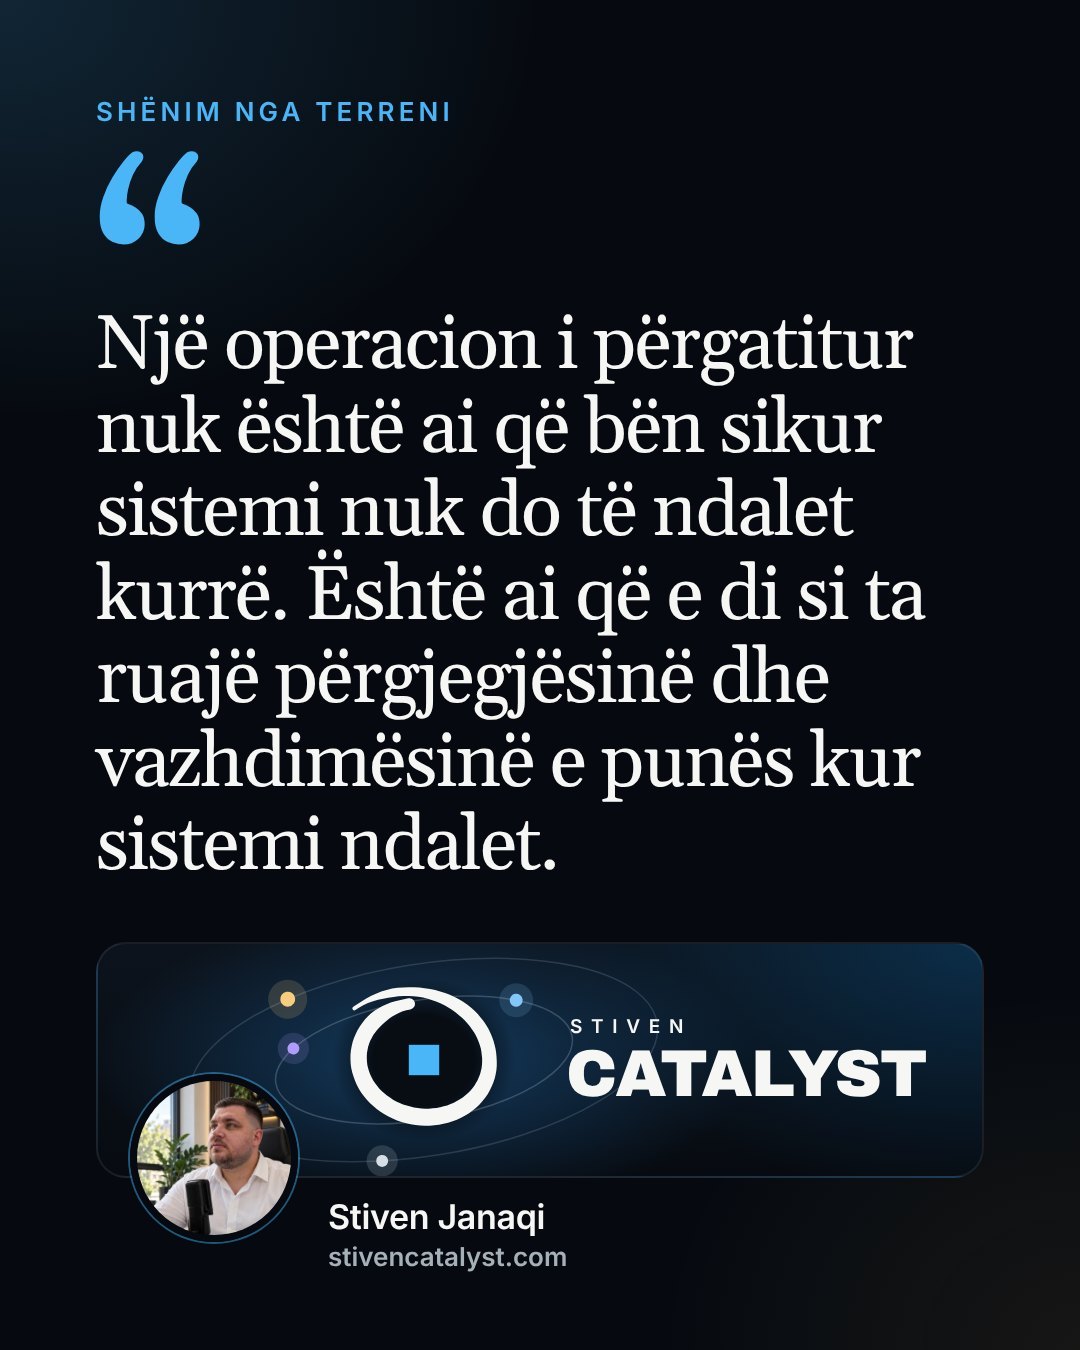 SHËNIM NGA TERRENI
“
Një operacion i përgatitur
nuk është ai që bën sikur
sistemi nuk do të ndalet
kurrë. Është ai që e di si ta
ruajë përgjegjësinë dhe
vazhdimësinë e punës kur
sistemi ndalet.
STIVEN
CATALYST
Stiven Janaqi
stivencatalyst.com